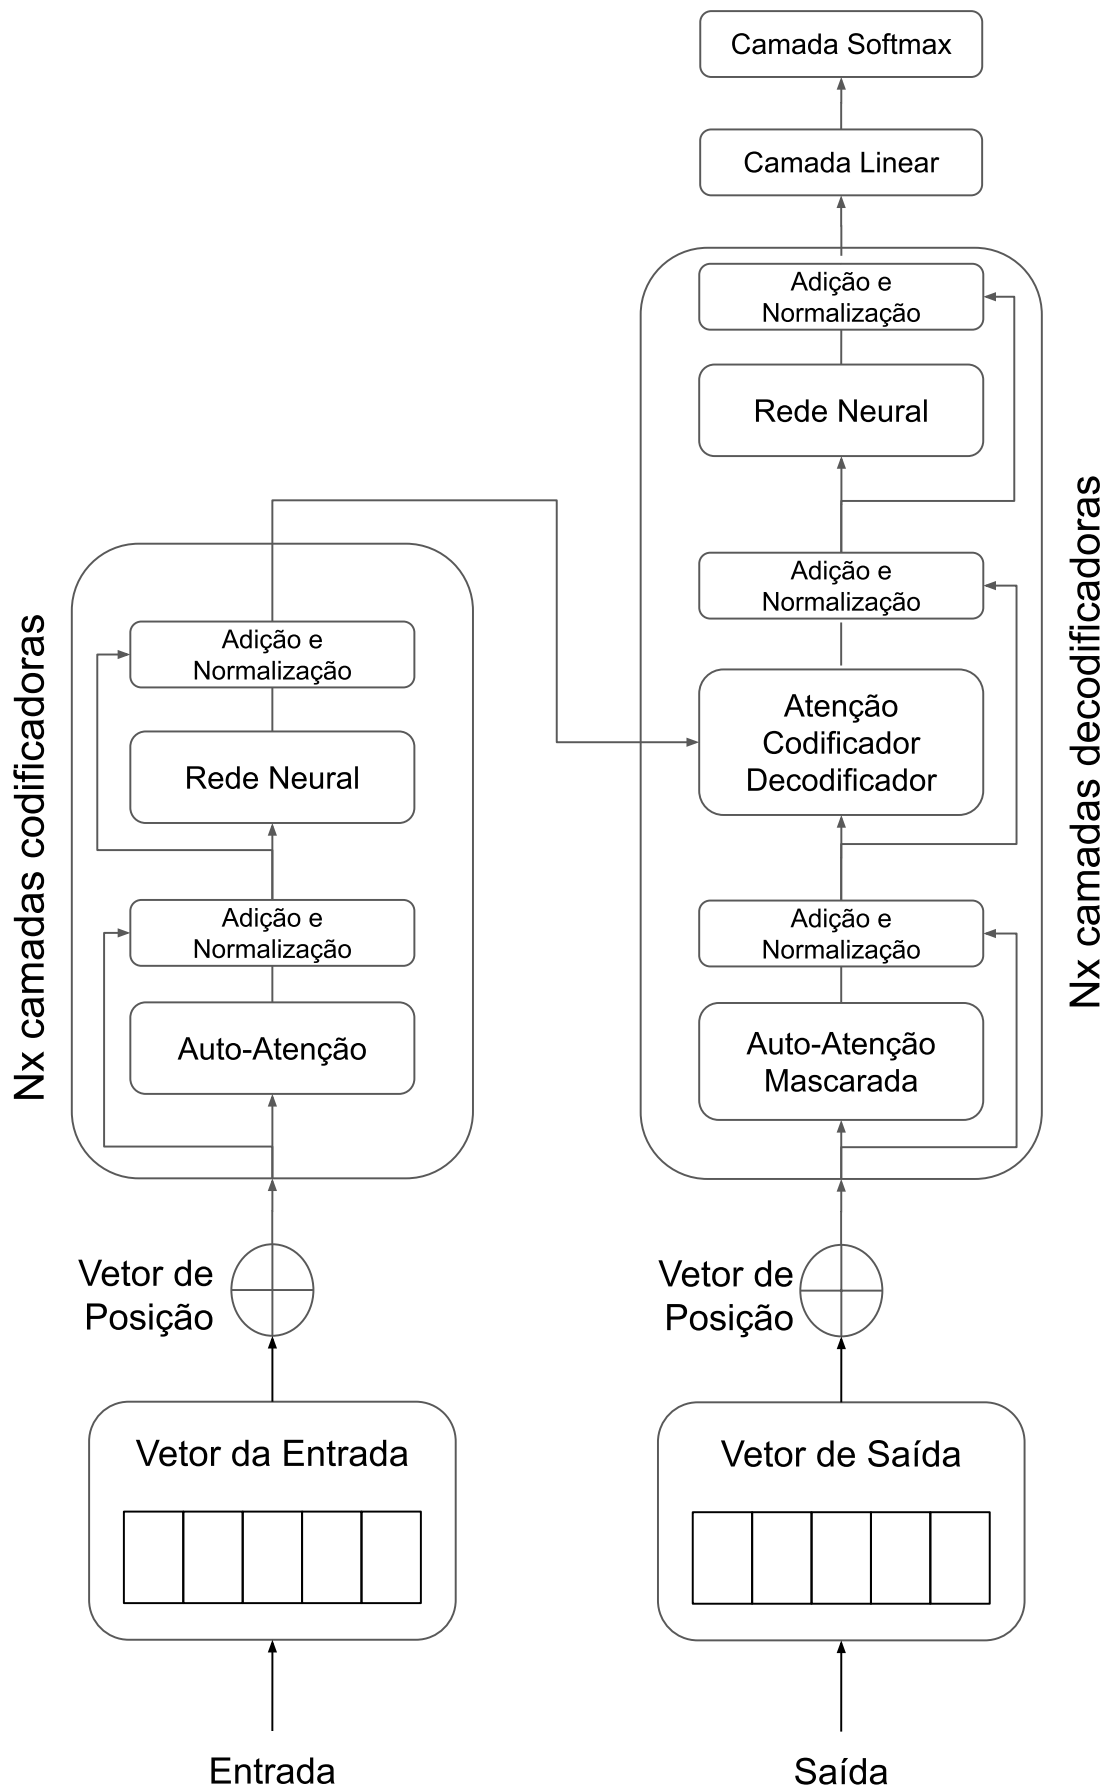 Camada Softmax
Camada Linear
Adição e
Normalização
Rede Neural
Adição e
Normalização
Atenção
Codificador
Decodificador
Adição e
Normalização
Auto-Atenção
Mascarada
Nx camadas decodificadoras
Vetor de
Posição
Vetor de Saída
Saída
Nx camadas codificadoras
Adição e
Normalização
Rede Neural
Adição e
Normalização
Auto-Atenção
Vetor de
Posição
Vetor da Entrada
Entrada